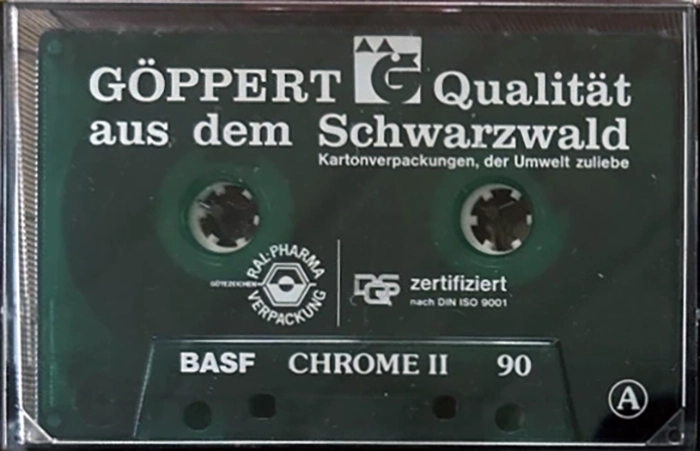 GÖPPERT G Qualität
aus dem Schwarzwald
Kartonverpackungen, der Umwelt zuliebe
GÜTEZEICHEN RAL-PHARMA VERPACKUNG
DQS zertifiziert
nach DIN ISO 9001
BASF CHROME II 90
A